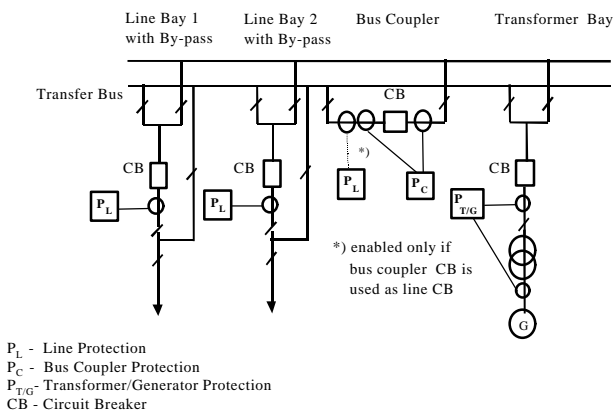 Line Bay 1
with By-pass
Line Bay 2
with By-pass
Bus Coupler
Transformer Bay
Transfer Bus
CB
CB
CB
CB
*)
P_L
P_L
P_L
P_C
P_T/G
*) enabled only if
bus coupler CB is
used as line CB
G
P_L - Line Protection
P_C - Bus Coupler Protection
P_T/G- Transformer/Generator Protection
CB - Circuit Breaker